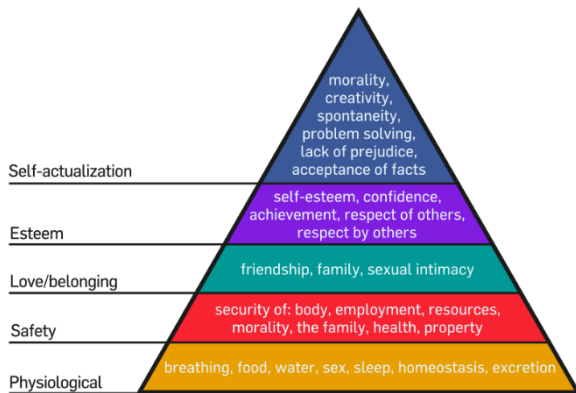 morality,
creativity,
spontaneity,
problem solving,
lack of prejudice,
acceptance of facts
Self-actualization
self-esteem, confidence,
achievement, respect of others,
respect by others
Esteem
friendship, family, sexual intimacy
Love/belonging
security of: body, employment, resources,
morality, the family, health, property
Safety
breathing, food, water, sex, sleep, homeostasis, excretion
Physiological